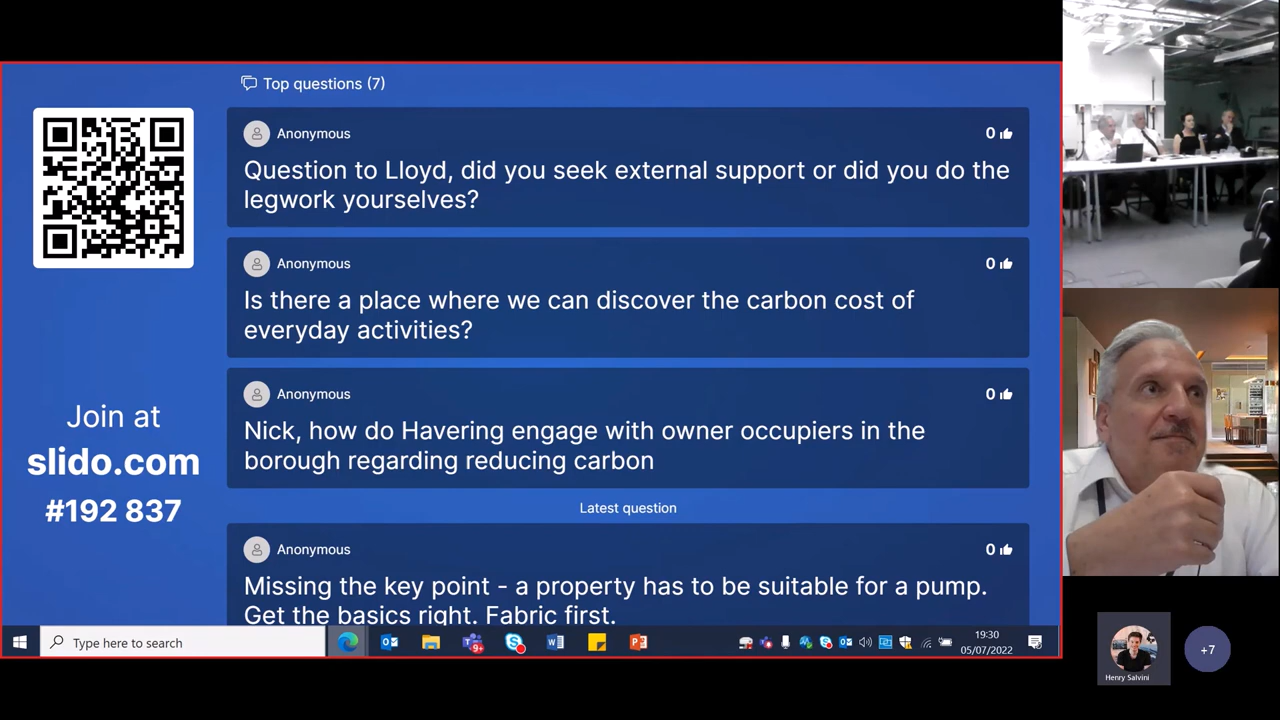 Top questions (7)
Anonymous
0
Question to Lloyd, did you seek external support or did you do the
legwork yourselves?
Anonymous
0
Is there a place where we can discover the carbon cost of
everyday activities?
Anonymous
0
Nick, how do Havering engage with owner occupiers in the
borough regarding reducing carbon
Join at
slido.com
#192 837
Latest question
Anonymous
0
Missing the key point - a property has to be suitable for a pump.
Get the basics right. Fabric first.
Type here to search
9+
19:30
05/07/2022
Henry Salvini
+7